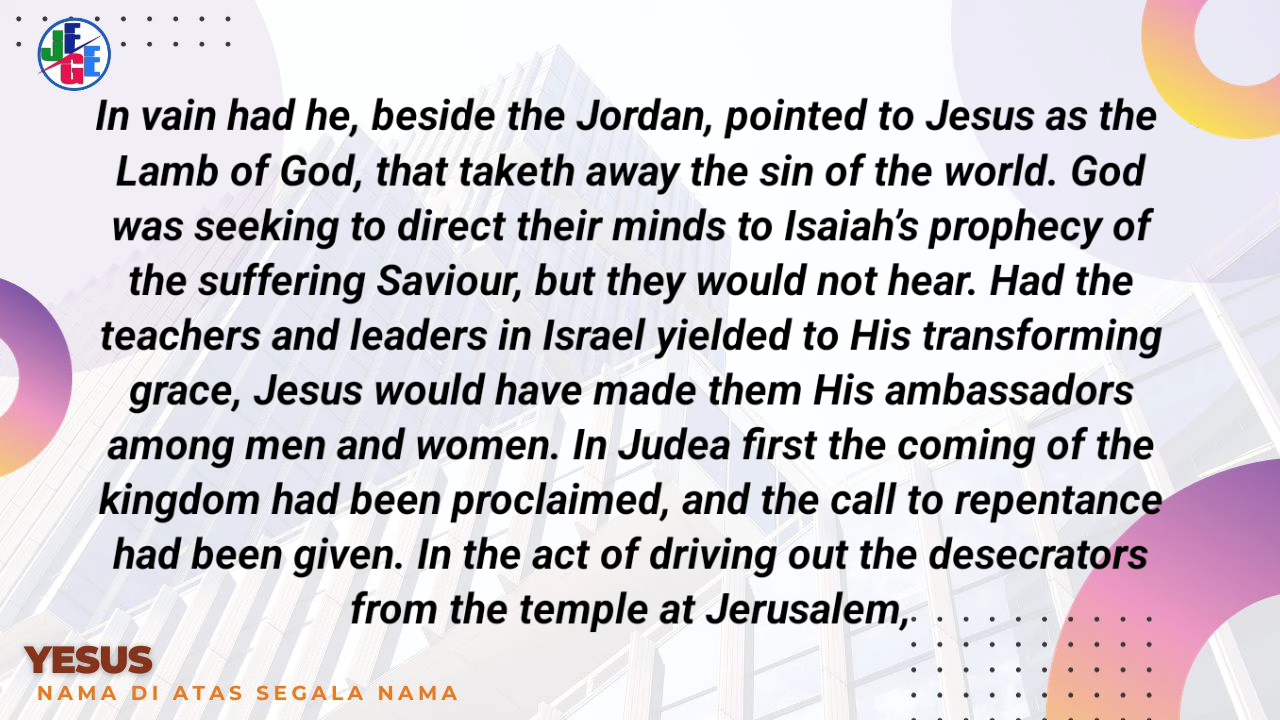 JEGE
In vain had he, beside the Jordan, pointed to Jesus as the
Lamb of God, that taketh away the sin of the world. God
was seeking to direct their minds to Isaiah’s prophecy of
the suffering Saviour, but they would not hear. Had the
teachers and leaders in Israel yielded to His transforming
grace, Jesus would have made them His ambassadors
among men and women. In Judea first the coming of the
kingdom had been proclaimed, and the call to repentance
had been given. In the act of driving out the desecrators
from the temple at Jerusalem,
YESUS
NAMA DI ATAS SEGALA NAMA